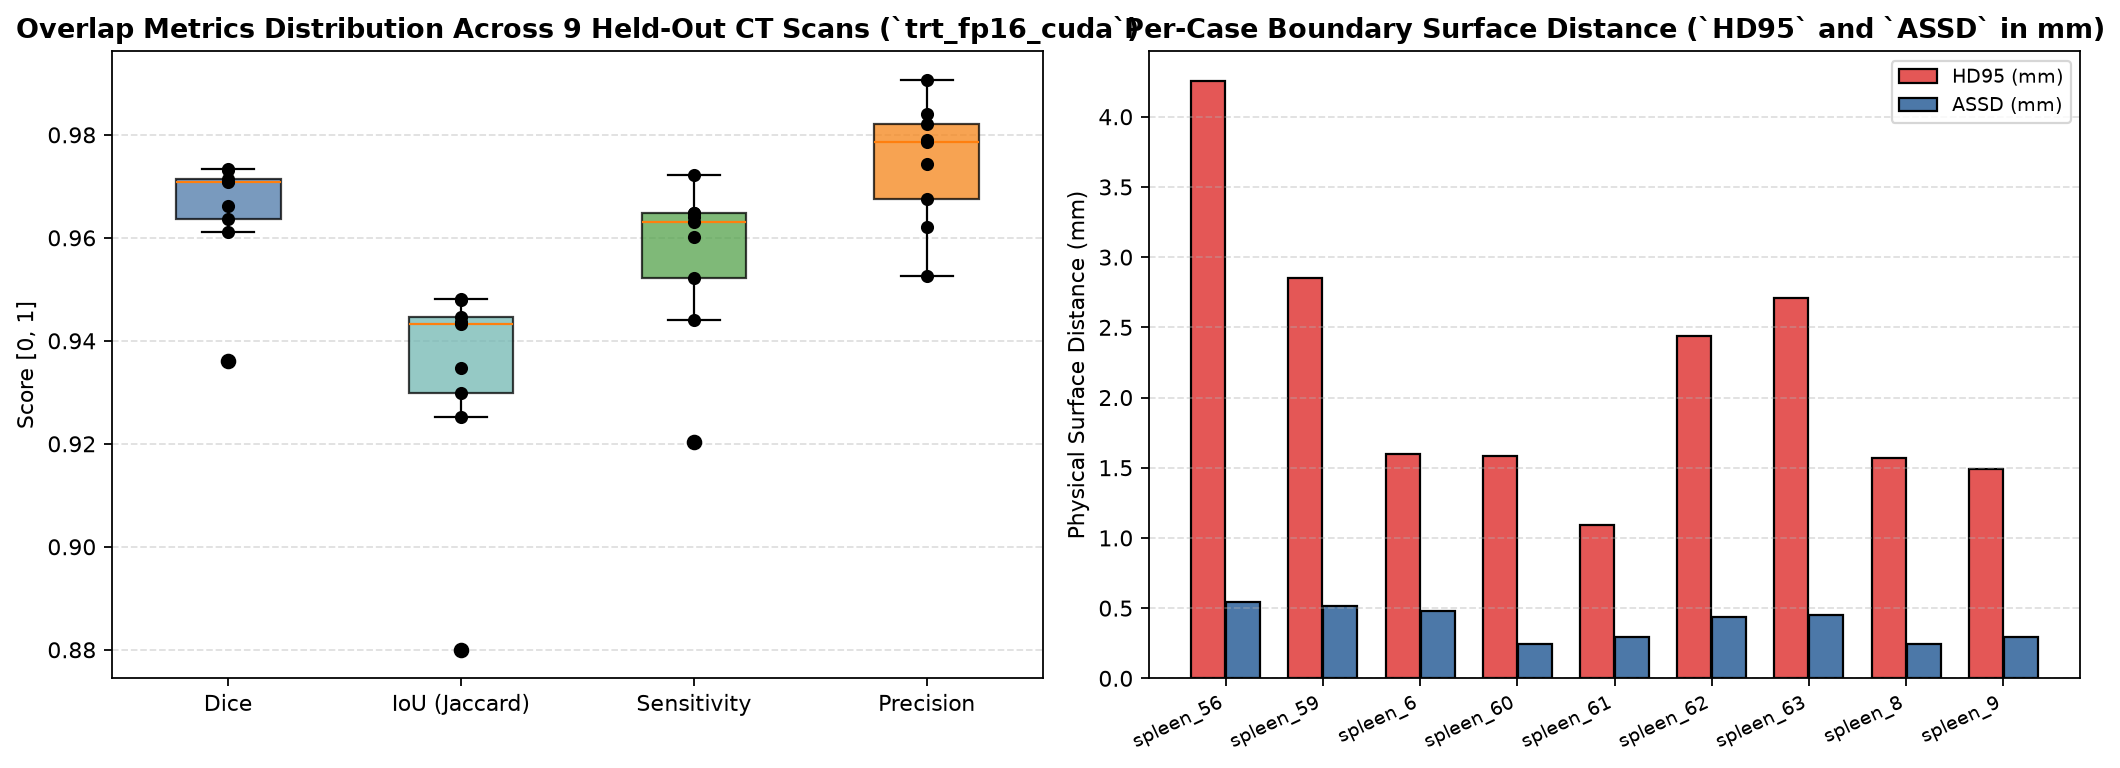 Overlap Metrics Distribution Across 9 Held-Out CT Scans (`trt_fp16_cuda`)
Score [0, 1]
0.98
0.96
0.94
0.92
0.90
0.88
Dice
IoU (Jaccard)
Sensitivity
Precision
Per-Case Boundary Surface Distance (`HD95` and `ASSD` in mm)
HD95 (mm)
ASSD (mm)
Physical Surface Distance (mm)
4.0
3.5
3.0
2.5
2.0
1.5
1.0
0.5
0.0
spleen_56
spleen_59
spleen_6
spleen_60
spleen_61
spleen_62
spleen_63
spleen_8
spleen_9